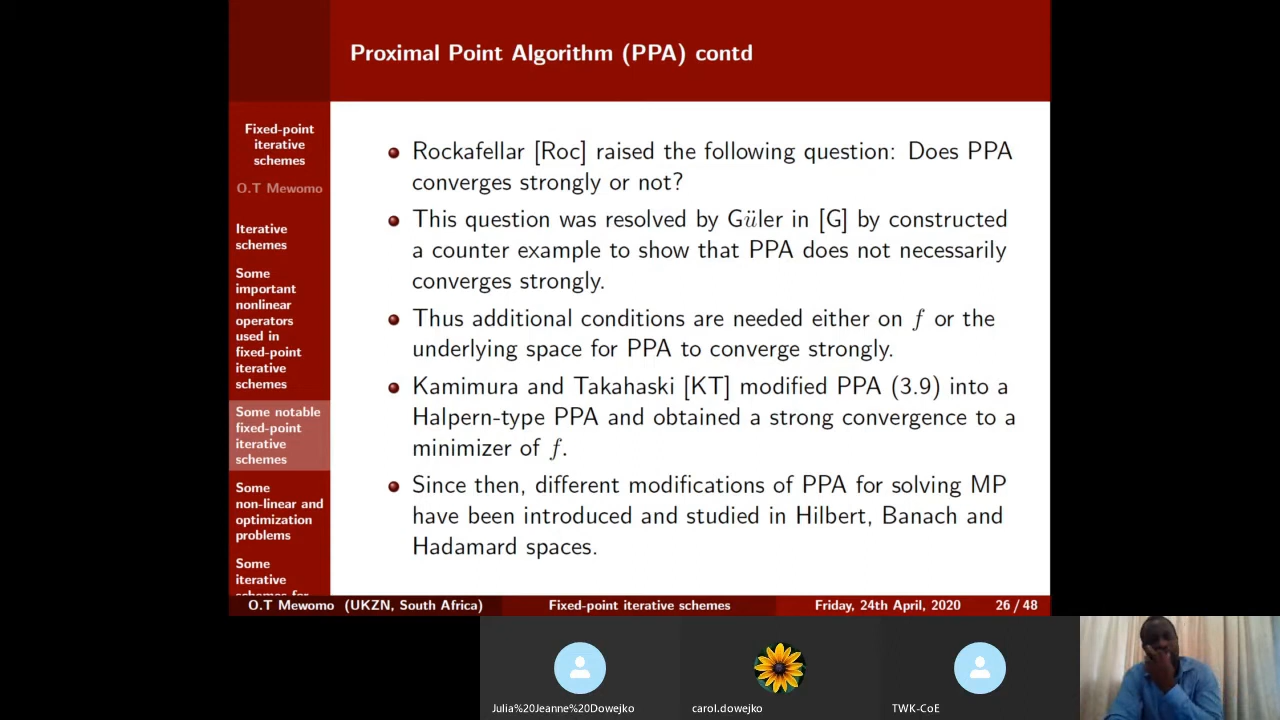 Proximal Point Algorithm (PPA) contd
Fixed-point
iterative
schemes
O.T Mewomo
Iterative
schemes
Some
important
nonlinear
operators
used in
fixed-point
iterative
schemes
Some notable
fixed-point
iterative
schemes
Some
non-linear and
optimization
problems
Some
iterative
schemes for
Rockafellar [Roc] raised the following question: Does PPA
converges strongly or not?
This question was resolved by Güler in [G] by constructed
a counter example to show that PPA does not necessarily
converges strongly.
Thus additional conditions are needed either on f or the
underlying space for PPA to converge strongly.
Kamimura and Takahaski [KT] modified PPA (3.9) into a
Halpern-type PPA and obtained a strong convergence to a
minimizer of f.
Since then, different modifications of PPA for solving MP
have been introduced and studied in Hilbert, Banach and
Hadamard spaces.
O.T Mewomo (UKZN, South Africa) Fixed-point iterative schemes Friday, 24th April, 2020 26 / 48
Julia%20Jeanne%20Dowejko carol.dowejko TWK-CoE